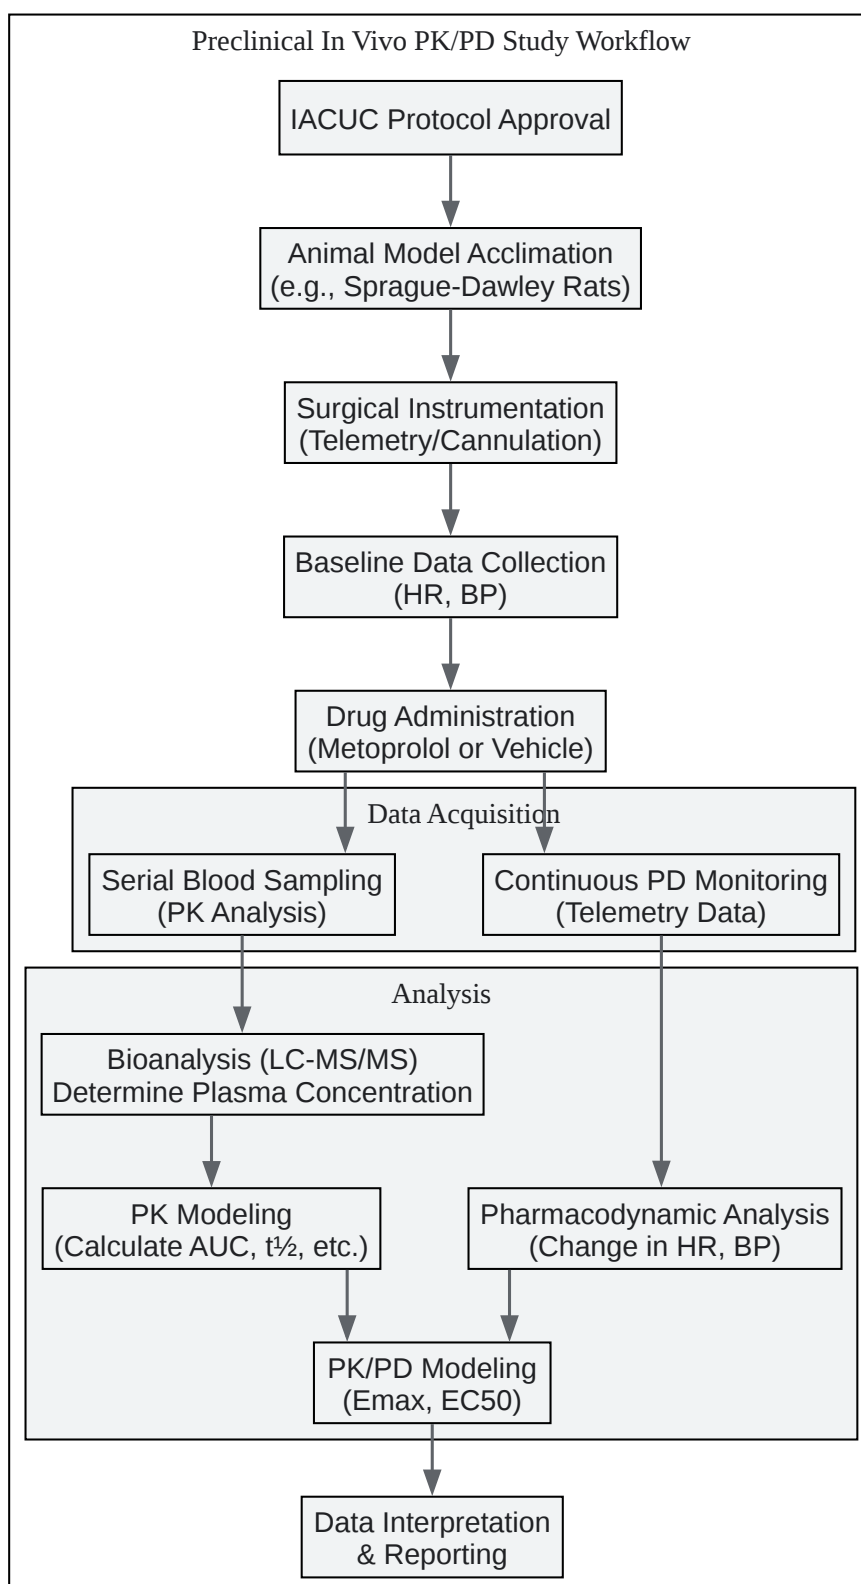 Preclinical In Vivo PK/PD Study Workflow
IACUC Protocol Approval
Animal Model Acclimation
(e.g., Sprague-Dawley Rats)
Surgical Instrumentation
(Telemetry/Cannulation)
Baseline Data Collection
(HR, BP)
Drug Administration
(Metoprolol or Vehicle)
Data Acquisition
Serial Blood Sampling
(PK Analysis)
Continuous PD Monitoring
(Telemetry Data)
Analysis
Bioanalysis (LC-MS/MS)
Determine Plasma Concentration
PK Modeling
(Calculate AUC, t½, etc.)
Pharmacodynamic Analysis
(Change in HR, BP)
PK/PD Modeling
(Emax, EC50)
Data Interpretation
& Reporting